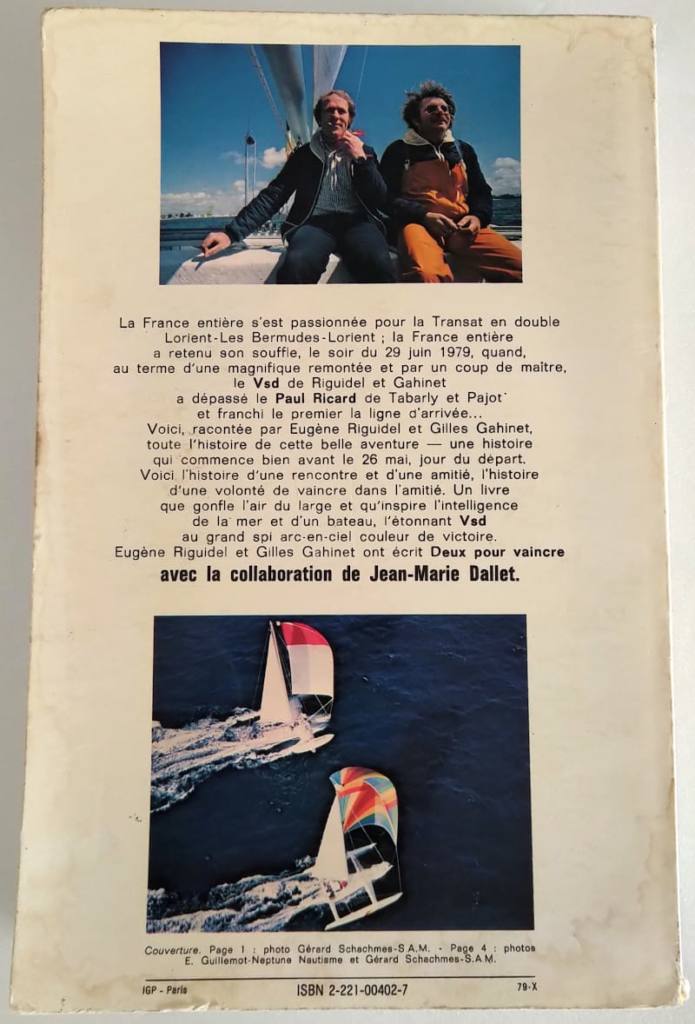 La France entière s'est passionnée pour la Transat en double
Lorient-Les Bermudes-Lorient ; la France entière
a retenu son souffle, le soir du 29 juin 1979, quand,
au terme d'une magnifique remontée et par un coup de maître,
le Vsd de Riguidel et Gahinet
a dépassé le Paul Ricard de Tabarly et Pajot
et franchi le premier la ligne d'arrivée...
Voici, racontée par Eugène Riguidel et Gilles Gahinet,
toute l'histoire de cette belle aventure — une histoire
qui commence bien avant le 26 mai, jour du départ.
Voici l'histoire d'une rencontre et d'une amitié, l'histoire
d'une volonté de vaincre dans l'amitié. Un livre
que gonfle l'air du large et qu'inspire l'intelligence
de la mer et d'un bateau, l'étonnant Vsd
au grand spi arc-en-ciel couleur de victoire.
Eugène Riguidel et Gilles Gahinet ont écrit Deux pour vaincre
avec la collaboration de Jean-Marie Dallet.
Couverture. Page 1 : photo Gérard Schachmes-S.A.M. - Page 4 : photos
E. Guillemot-Neptune Nautisme et Gérard Schachmes-S.A.M.
IGP - Paris ISBN 2-221-00402-7 79-X